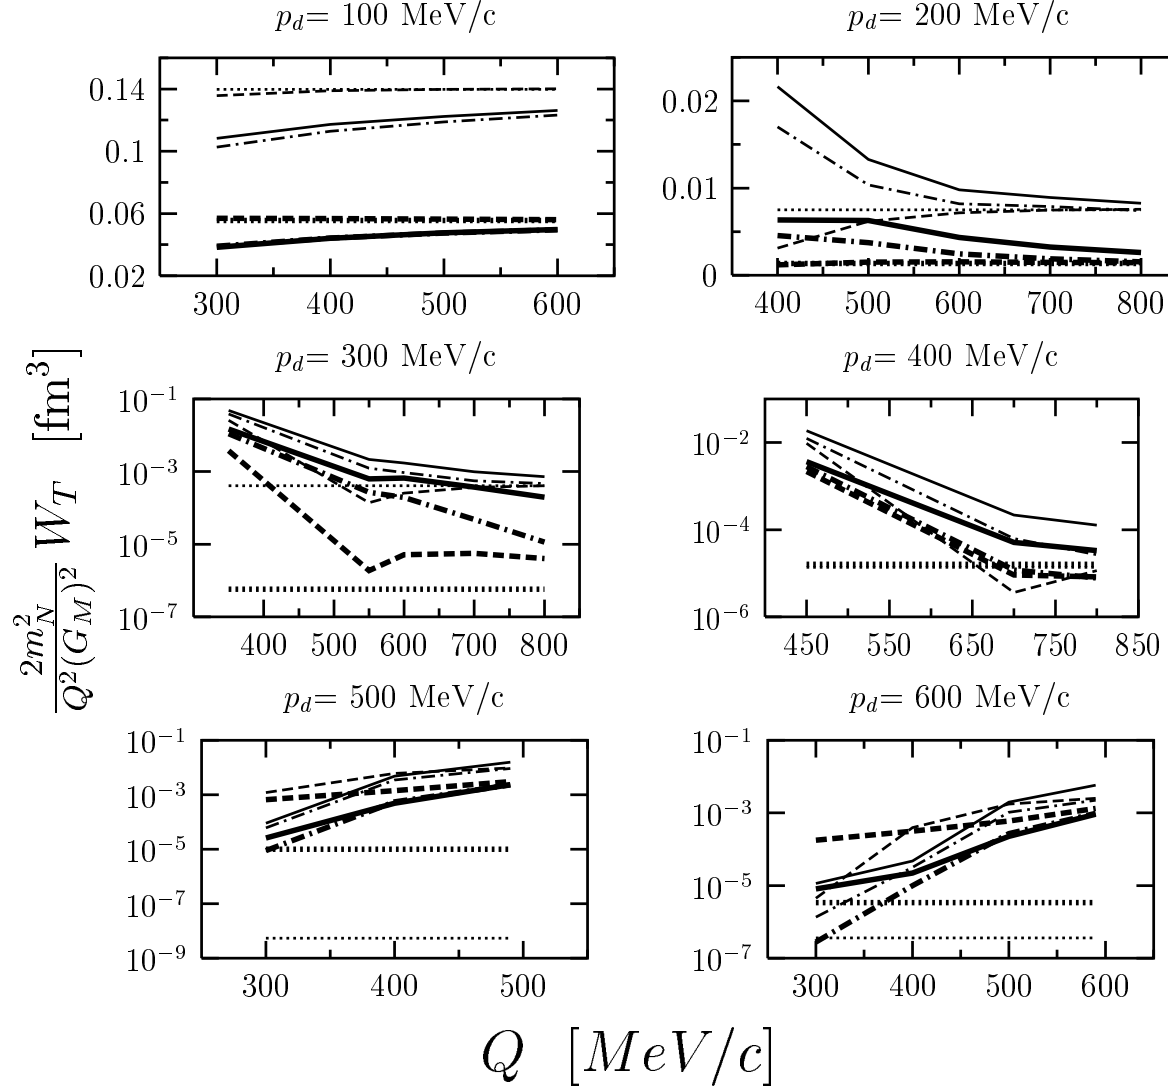 p_d= 100 MeV/c
p_d= 200 MeV/c
0.14
0.1
0.06
0.02
300 400 500 600
0.02
0.01
0
400 500 600 700 800
p_d= 300 MeV/c
p_d= 400 MeV/c
10^−1
10^−3
10^−5
10^−7
400 500 600 700 800
10^−2
10^−4
10^−6
450 550 650 750 850
p_d= 500 MeV/c
p_d= 600 MeV/c
10^−1
10^−3
10^−5
10^−7
10^−9
300 400 500
10^−1
10^−3
10^−5
10^−7
300 400 500 600
2m_N^2 / Q^2(G_M)^2 W_T [fm^3]
Q [MeV/c]